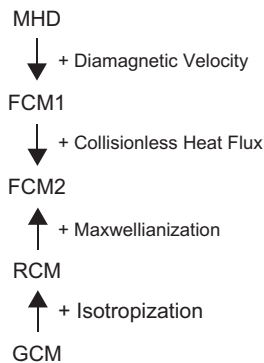 MHD
+ Diamagnetic Velocity
FCM1
+ Collisionless Heat Flux
FCM2
+ Maxwellianization
RCM
+ Isotropization
GCM